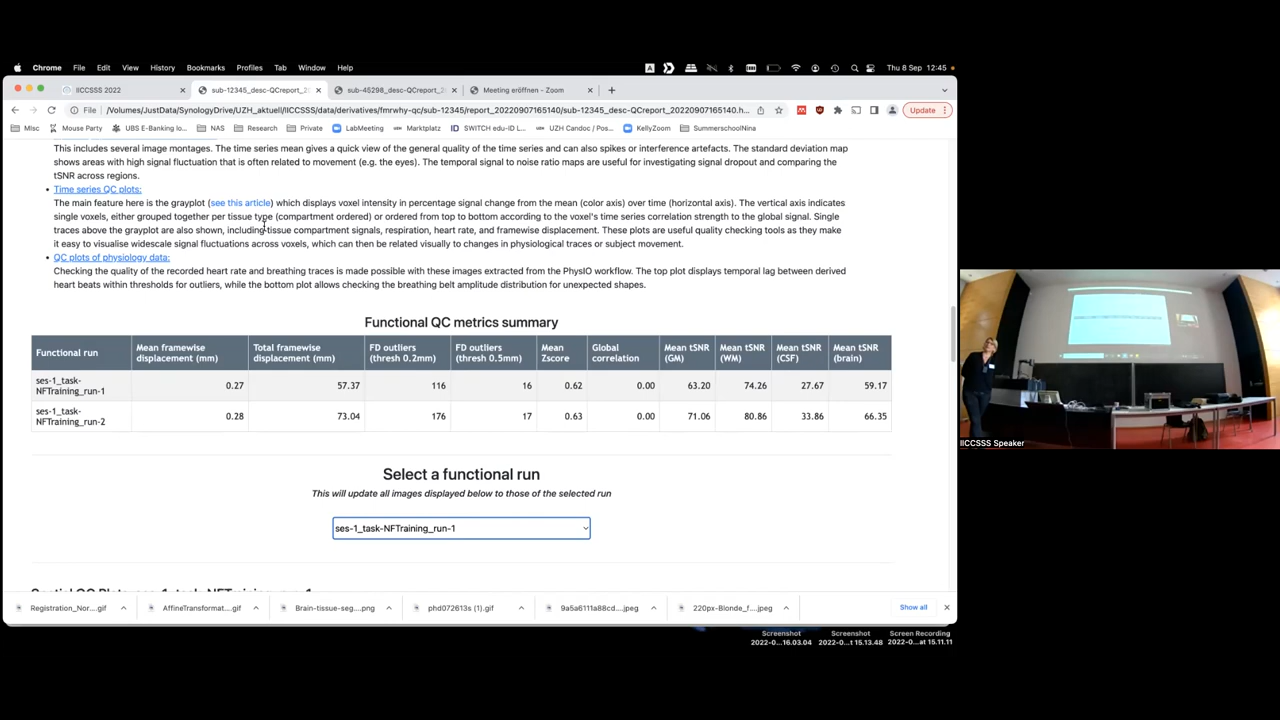 Chrome File Edit View History Bookmarks Profiles Tab Window Help
Thu 8 Sep 12:45
IICCSSS 2022
sub-12345_desc-QCreport_2
sub-45298_desc-QCreport_2
Meeting eröffnen - Zoom
File /Volumes/JustData/SynologyDrive/UZH_aktuell/IICCSSS/data/derivatives/fmrwhy-qc/sub-12345/report_20220907165140/sub-12345_desc-QCreport_20220907165140.h...
Update
Misc Mouse Party UBS E-Banking lo... NAS Research Private LabMeeting Marktplatz SWITCH edu-ID L... UZH Candoc / Pos... KellyZoom SummerschoolNina
This includes several image montages. The time series mean gives a quick view of the general quality of the time series and can also spikes or interference artefacts. The standard deviation map
shows areas with high signal fluctuation that is often related to movement (e.g. the eyes). The temporal signal to noise ratio maps are useful for investigating signal dropout and comparing the
tSNR across regions.
• Time series QC plots:
The main feature here is the grayplot (see this article) which displays voxel intensity in percentage signal change from the mean (color axis) over time (horizontal axis). The vertical axis indicates
single voxels, either grouped together per tissue type (compartment ordered) or ordered from top to bottom according to the voxel's time series correlation strength to the global signal. Single
traces above the grayplot are also shown, including tissue compartment signals, respiration, heart rate, and framewise displacement. These plots are useful quality checking tools as they make
it easy to visualise widescale signal fluctuations across voxels, which can then be related visually to changes in physiological traces or subject movement.
• QC plots of physiology data:
Checking the quality of the recorded heart rate and breathing traces is made possible with these images extracted from the PhysIO workflow. The top plot displays temporal lag between derived
heart beats within thresholds for outliers, while the bottom plot allows checking the breathing belt amplitude distribution for unexpected shapes.
Functional QC metrics summary
Functional run Mean framewise displacement (mm) Total framewise displacement (mm) FD outliers (thresh 0.2mm) FD outliers (thresh 0.5mm) Mean Zscore Global correlation Mean tSNR (GM) Mean tSNR (WM) Mean tSNR (CSF) Mean tSNR (brain)
ses-1_task-NFTraining_run-1 0.27 57.37 116 16 0.62 0.00 63.20 74.26 27.67 59.17
ses-1_task-NFTraining_run-2 0.28 73.04 176 17 0.63 0.00 71.06 80.86 33.86 66.35
Select a functional run
This will update all images displayed below to those of the selected run
ses-1_task-NFTraining_run-1
IICCSSS Speaker
Registration_Nor....gif AffineTransformat....gif Brain-tissue-seg....png phd072613s (1).gif 9a5a6111a88cd....jpeg 220px-Blonde_f....jpeg Show all
Screenshot
2022-0...16.03.04
Screenshot
2022-0...t 15.13.48
Screen Recording
2022-0...at 15.11.11